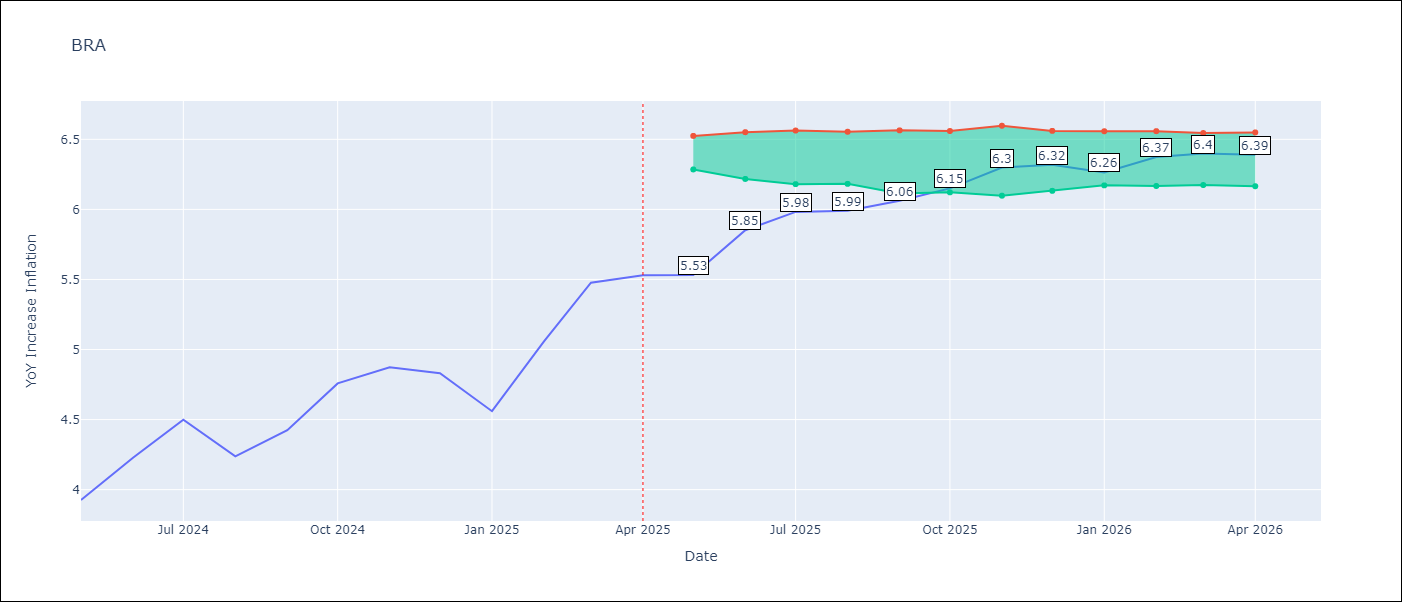 BRA
6.5
6
5.5
5
4.5
4
YoY Increase Inflation
5.53
5.85
5.98
5.99
6.06
6.15
6.3
6.32
6.26
6.37
6.4
6.39
Jul 2024
Oct 2024
Jan 2025
Apr 2025
Jul 2025
Oct 2025
Jan 2026
Apr 2026
Date